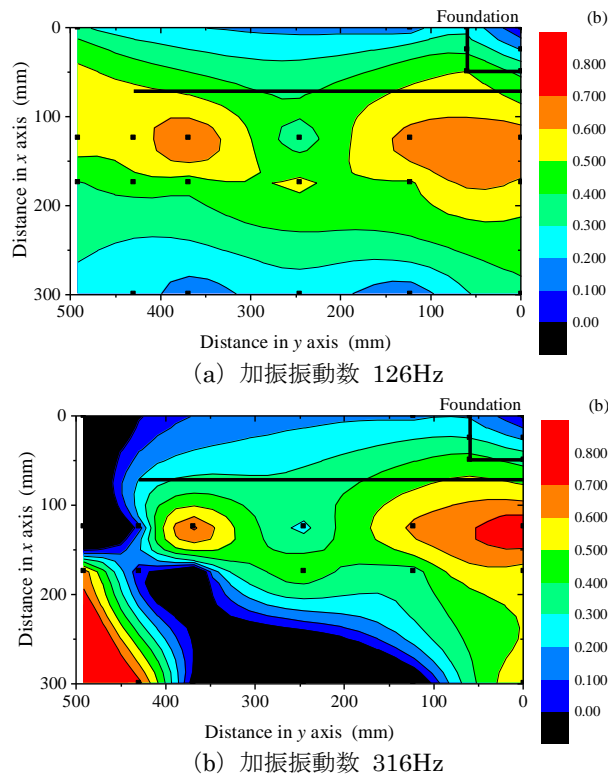 Foundation (b)
0
100
200
300
Distance in x axis (mm)
500 400 300 200 100 0
Distance in y axis (mm)
0.800
0.700
0.600
0.500
0.400
0.300
0.200
0.100
0.00
(a) 加振振動数 126Hz
Foundation (b)
0
100
200
300
Distance in x axis (mm)
500 400 300 200 100 0
Distance in y axis (mm)
0.800
0.700
0.600
0.500
0.400
0.300
0.200
0.100
0.00
(b) 加振振動数 316Hz